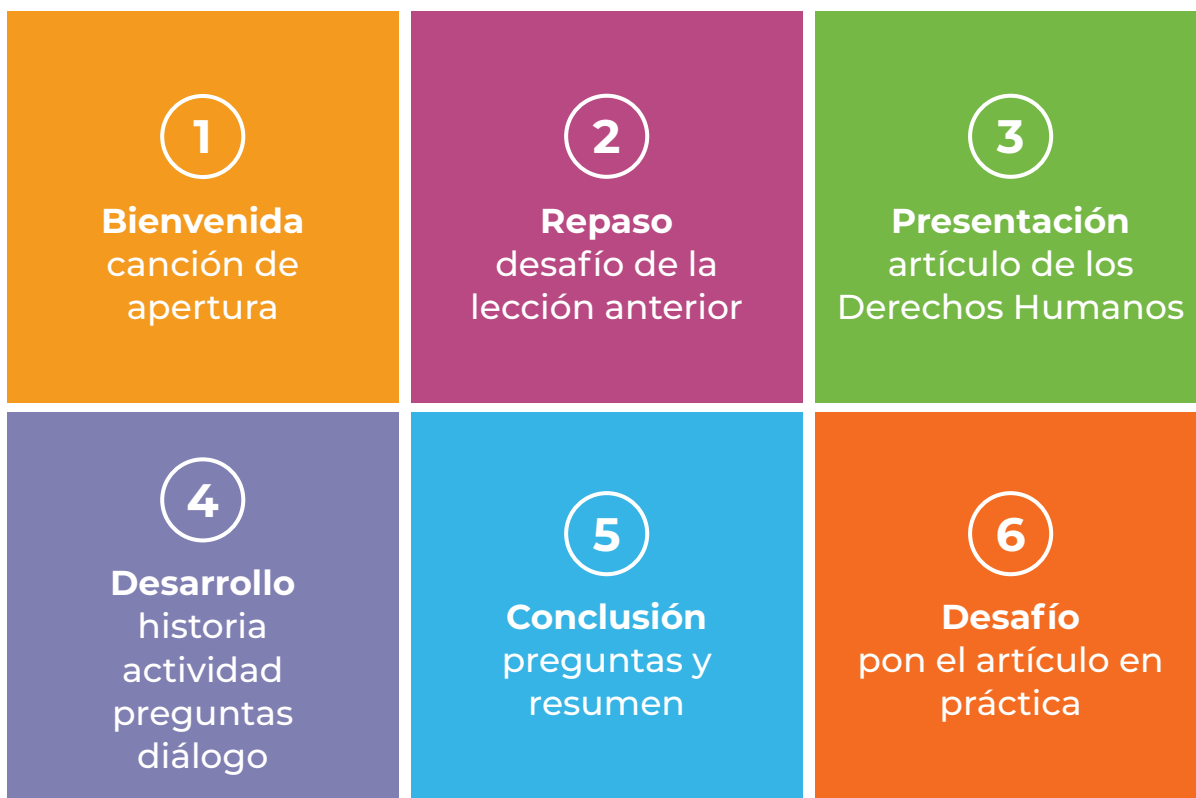 1
Bienvenida
canción de
apertura
2
Repaso
desafío de la
lección anterior
3
Presentación
artículo de los
Derechos Humanos
4
Desarrollo
historia
actividad
preguntas
diálogo
5
Conclusión
preguntas y
resumen
6
Desafío
pon el artículo en
práctica